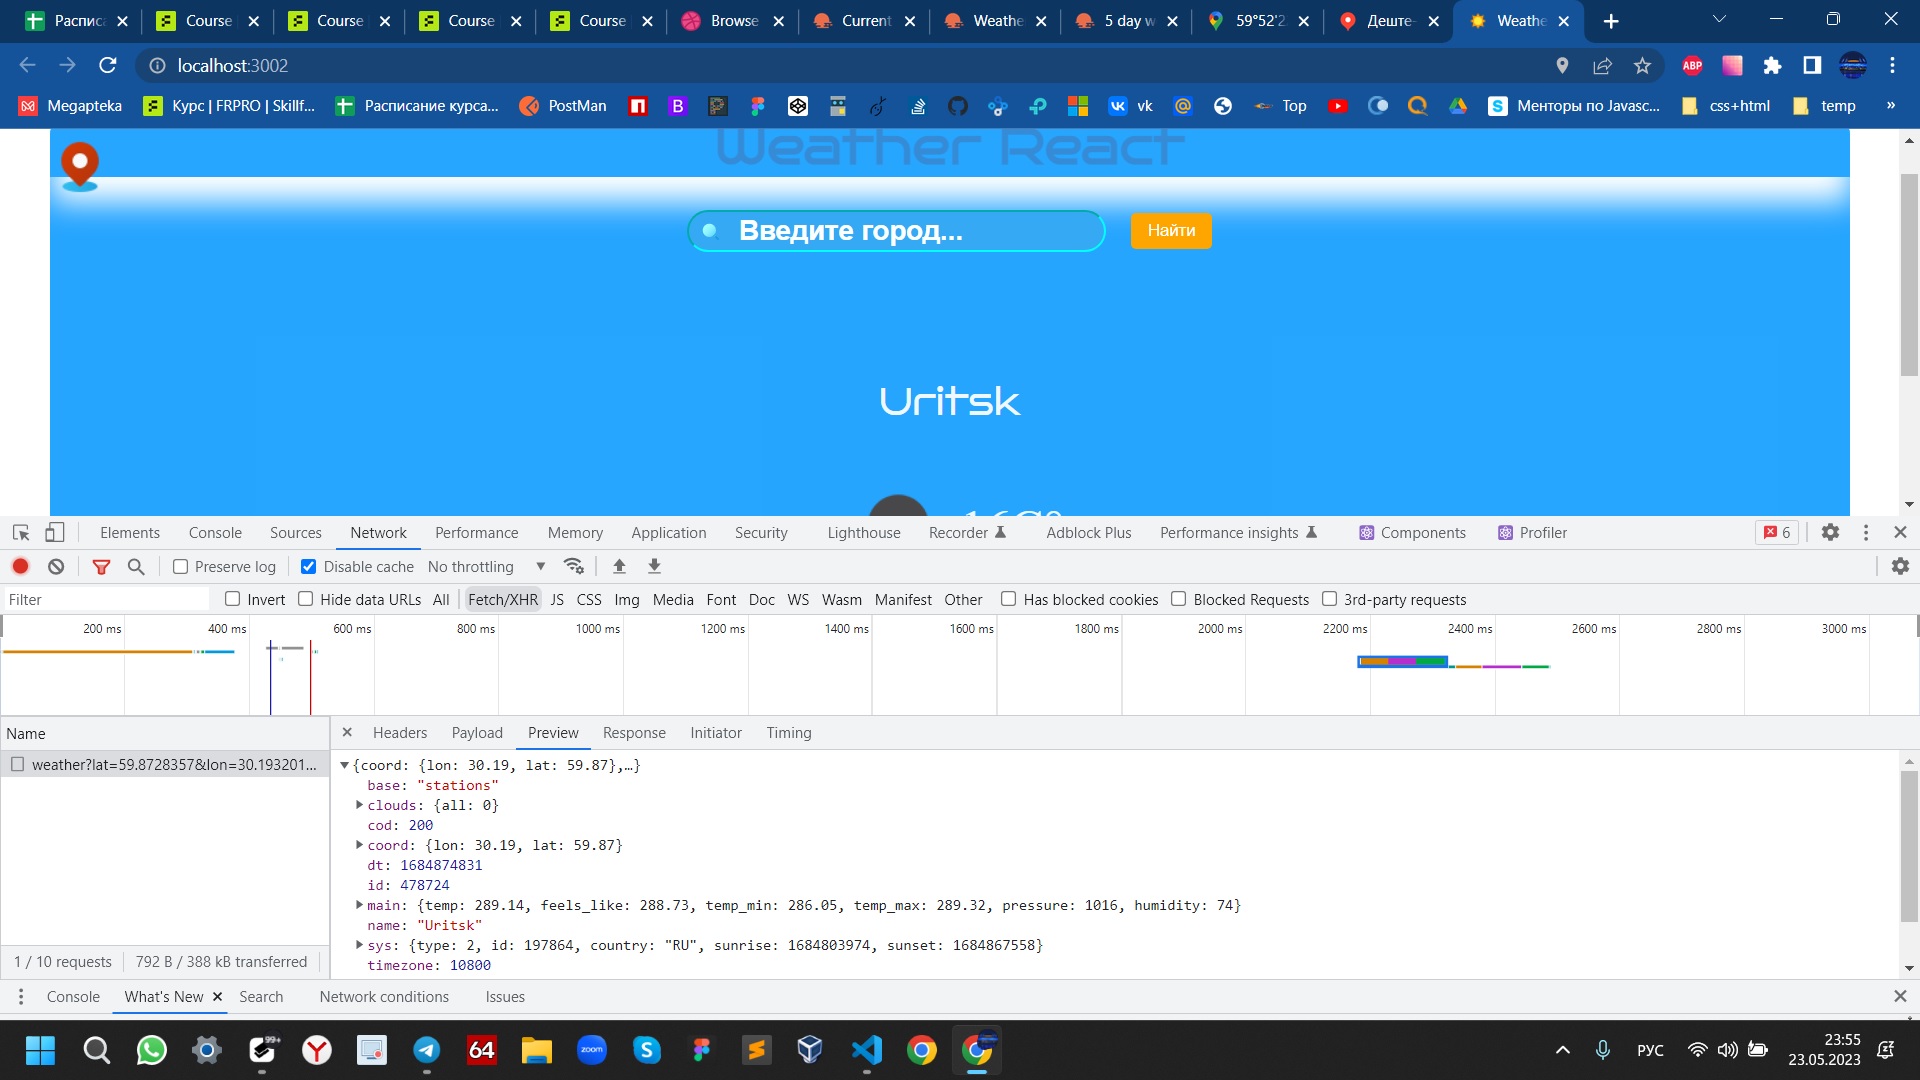 Расписа
Course
Course
Course
Course
Browse
Current
Weathe
5 day w
59°52'2
Деште-
Weathe
localhost:3002
ABP
Megapteka
Курс | FRPRO | Skillf...
Расписание курса...
PostMan
vk
Top
Менторы по Javasc...
css+html
temp
»
Weather React
Введите город...
Найти
Uritsk
Elements
Console
Sources
Network
Performance
Memory
Application
Security
Lighthouse
Recorder
Adblock Plus
Performance insights
Components
Profiler
6
Preserve log
Disable cache
No throttling
Filter
Invert
Hide data URLs
All
Fetch/XHR
JS
CSS
Img
Media
Font
Doc
WS
Wasm
Manifest
Other
Has blocked cookies
Blocked Requests
3rd-party requests
200 ms
400 ms
600 ms
800 ms
1000 ms
1200 ms
1400 ms
1600 ms
1800 ms
2000 ms
2200 ms
2400 ms
2600 ms
2800 ms
3000 ms
Name
Headers
Payload
Preview
Response
Initiator
Timing
weather?lat=59.8728357&lon=30.193201...
{coord: {lon: 30.19, lat: 59.87},…}
base: "stations"
clouds: {all: 0}
cod: 200
coord: {lon: 30.19, lat: 59.87}
dt: 1684874831
id: 478724
main: {temp: 289.14, feels_like: 288.73, temp_min: 286.05, temp_max: 289.32, pressure: 1016, humidity: 74}
name: "Uritsk"
sys: {type: 2, id: 197864, country: "RU", sunrise: 1684803974, sunset: 1684867558}
timezone: 10800
1 / 10 requests
792 B / 388 kB transferred
Console
What's New
Search
Network conditions
Issues
99+
64
zoom
РУС
23:55
23.05.2023